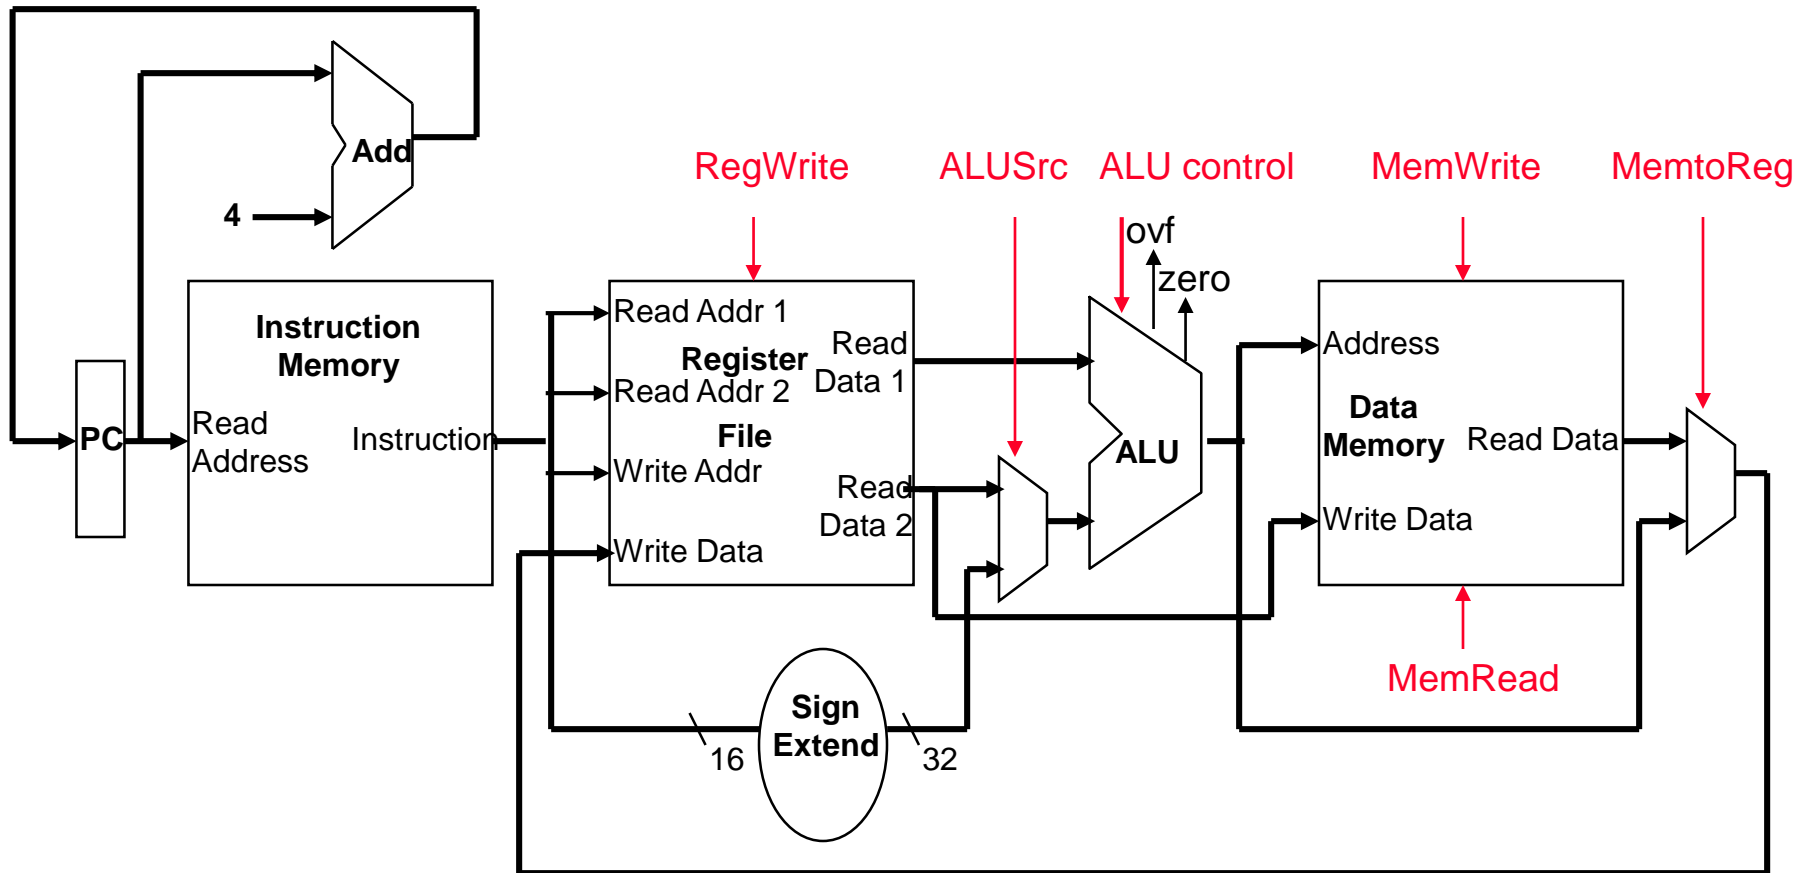 Add
4
RegWrite
ALUSrc
ALU control
MemWrite
MemtoReg
ovf
zero
PC
Instruction
Memory
Read
Address
Instruction
Read Addr 1
Register
Read Addr 2
File
Write Addr
Write Data
Read
Data 1
Read
Data 2
ALU
Address
Data
Memory
Read Data
Write Data
MemRead
Sign
Extend
16
32